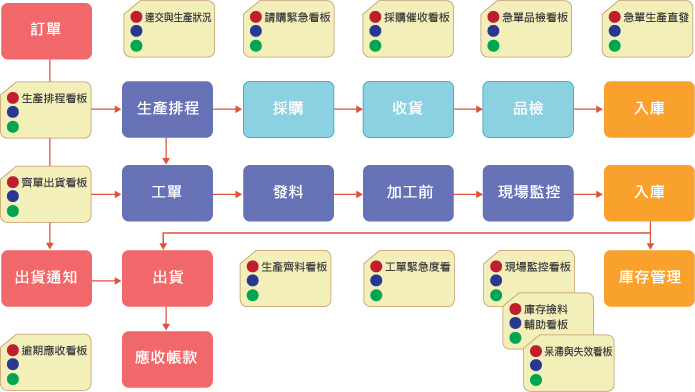 訂單
達交與生產狀況
請購緊急看板
採購催收看板
急單品檢看板
急單生產直發
生產排程看板
生產排程
採購
收貨
品檢
入庫
齊單出貨看板
工單
發料
加工前
現場監控
入庫
出貨通知
出貨
生產齊料看板
工單緊急度看
現場監控看板
庫存管理
庫存撿料
輔助看板
逾期應收看板
應收帳款
呆滯與失效看板